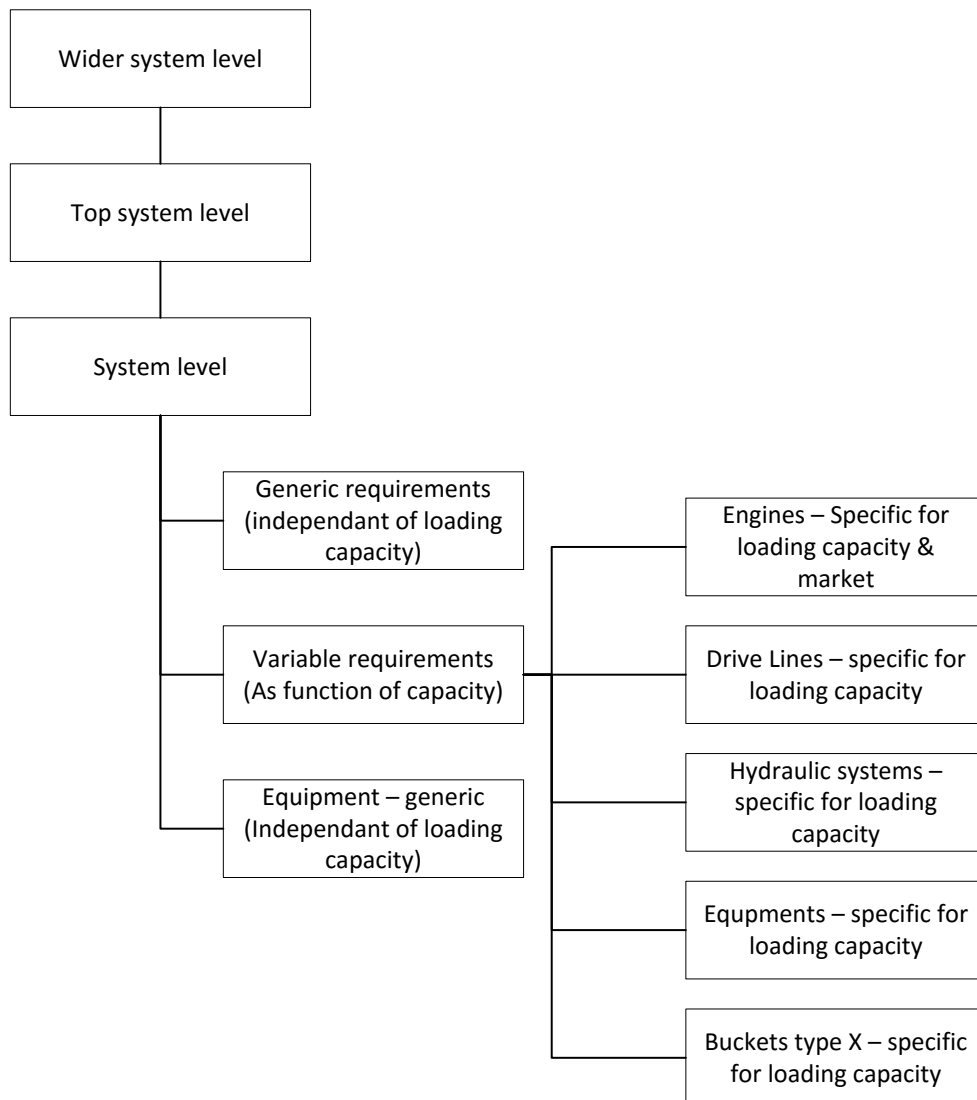 Wider system level
Top system level
System level
Generic requirements
(independant of loading
capacity)
Variable requirements
(As function of capacity)
Equipment – generic
(Independant of loading
capacity)
Engines – Specific for
loading capacity &
market
Drive Lines – specific for
loading capacity
Hydraulic systems –
specific for loading
capacity
Equpments – specific for
loading capacity
Buckets type X – specific
for loading capacity